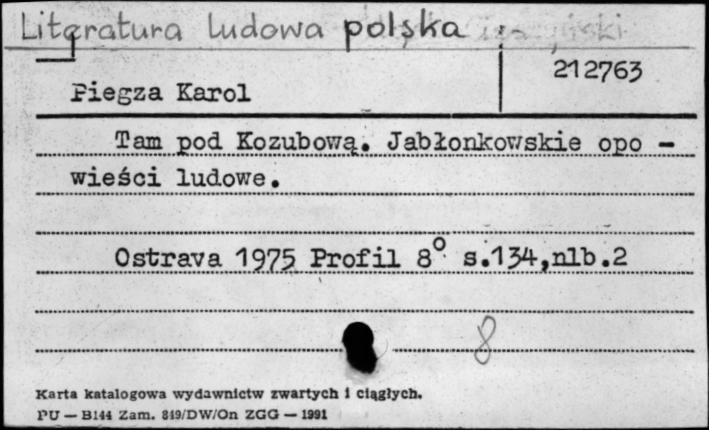 Literatura ludowa polska
212763
Piegza Karol
Tam pod Kozubową. Jabłonkowskie opo -
wieści ludowe.
Ostrava 1975 Profil 8° s.134,nlb.2
8
Karta katalogowa wydawnictw zwartych i ciągłych.
PU — B144 Zam. 849/DW/On ZGG — 1991